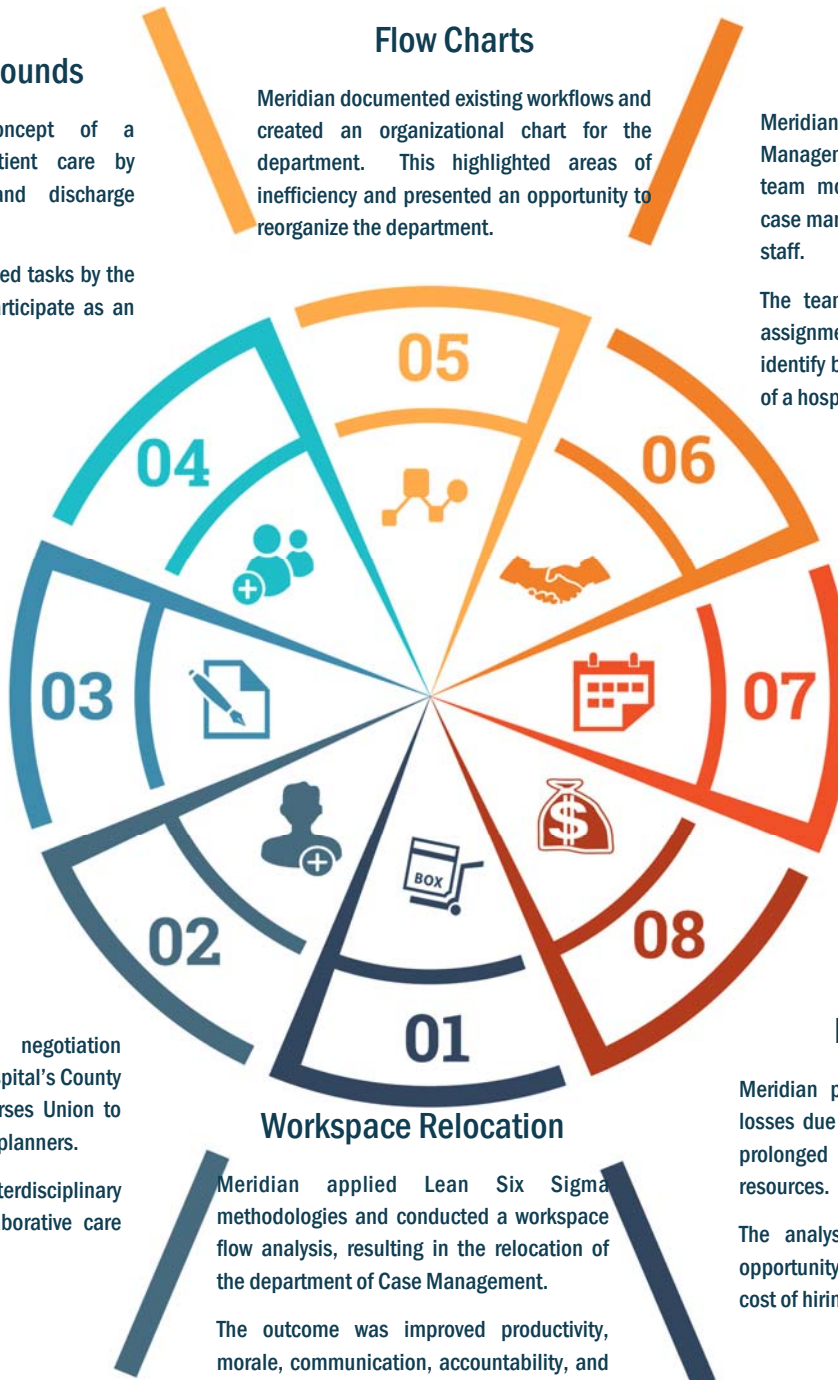 Flow Charts
Meridian documented existing workflows and
created an organizational chart for the
department. This highlighted areas of
inefficiency and presented an opportunity to
reorganize the department.
ounds
oncept of a
tient care by
and discharge
ed tasks by the
articipate as an
Meridian
Managem
team mo
case mar
staff.
The tear
assignme
identify b
of a hosp
05
04
06
03
07
02
08
BOX
01
negotiation
spital's County
rses Union to
planners.
terdisciplinary
aborative care
Workspace Relocation
Meridian applied Lean Six Sigma
methodologies and conducted a workspace
flow analysis, resulting in the relocation of
the department of Case Management.
The outcome was improved productivity,
morale, communication, accountability, and
Meridian p
losses due
prolonged
resources.
The analys
opportunity
cost of hirin